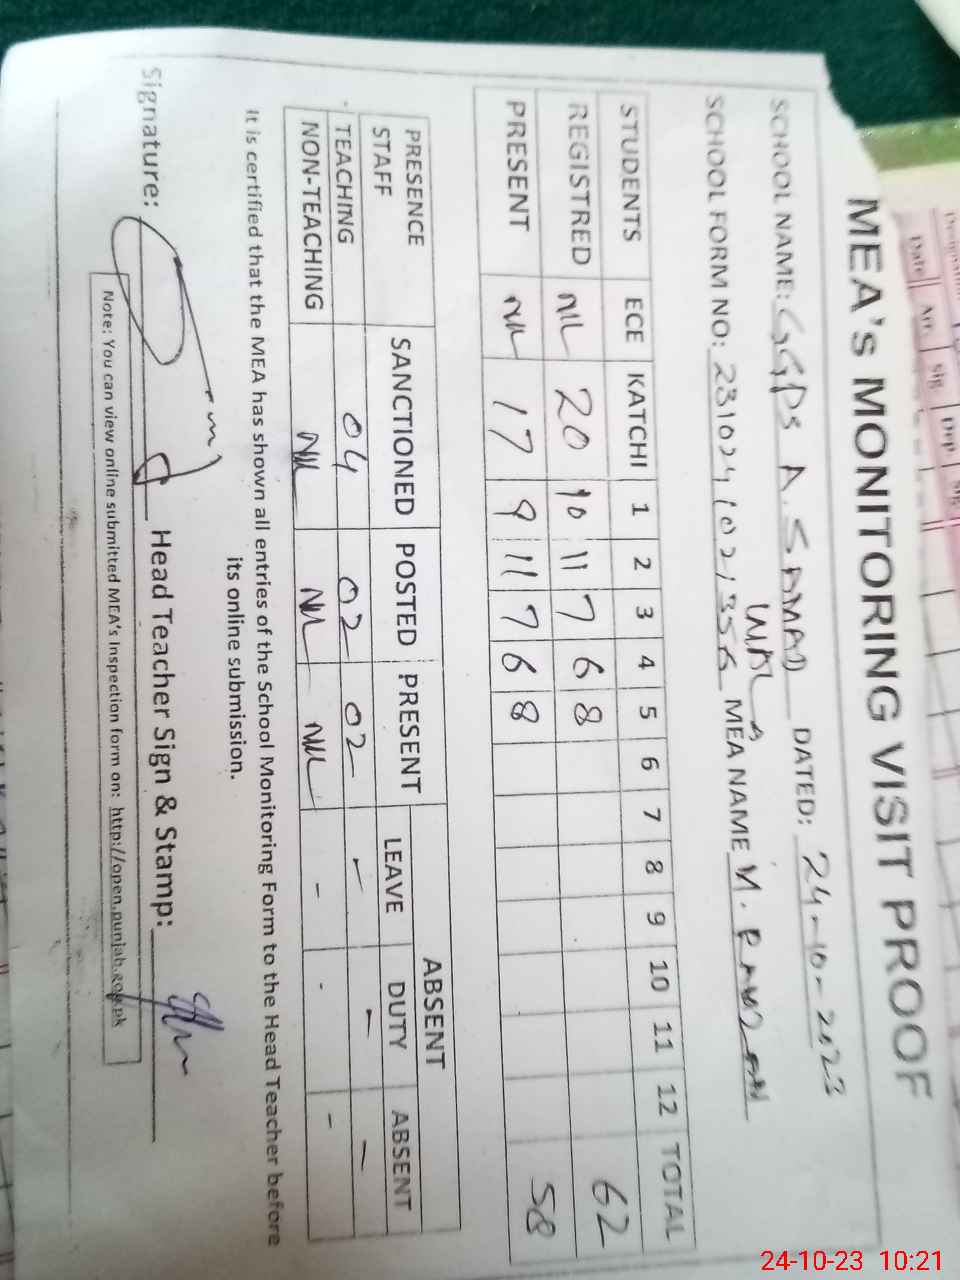 MEA's MONITORING VISIT PROOF
SCHOOL NAME: GGPS A. SAMAD DATED: 24-10-2023
SCHOOL FORM NO: MEA NAME M.
STUDENTS ECE KATCHI 1 2 3 4 5 6 7 8 9 10 11 12 TOTAL
REGISTRED NIL 20 10 11 7 6 8 62
PRESENT NIL 17 9 11 7 6 8 58
PRESENCE STAFF SANCTIONED POSTED PRESENT ABSENT
LEAVE DUTY ABSENT
TEACHING 04 02 02 - - -
NON-TEACHING NIL NIL NIL - - -
It is certified that the MEA has shown all entries of the School Monitoring Form to the Head Teacher before
its online submission.
Signature: Head Teacher Sign & Stamp:
Note: You can view online submitted MEA's Inspection form on: http://open.punjab.gov.pk
Date Arr. Sig Dep. Sig
24-10-23 10:21